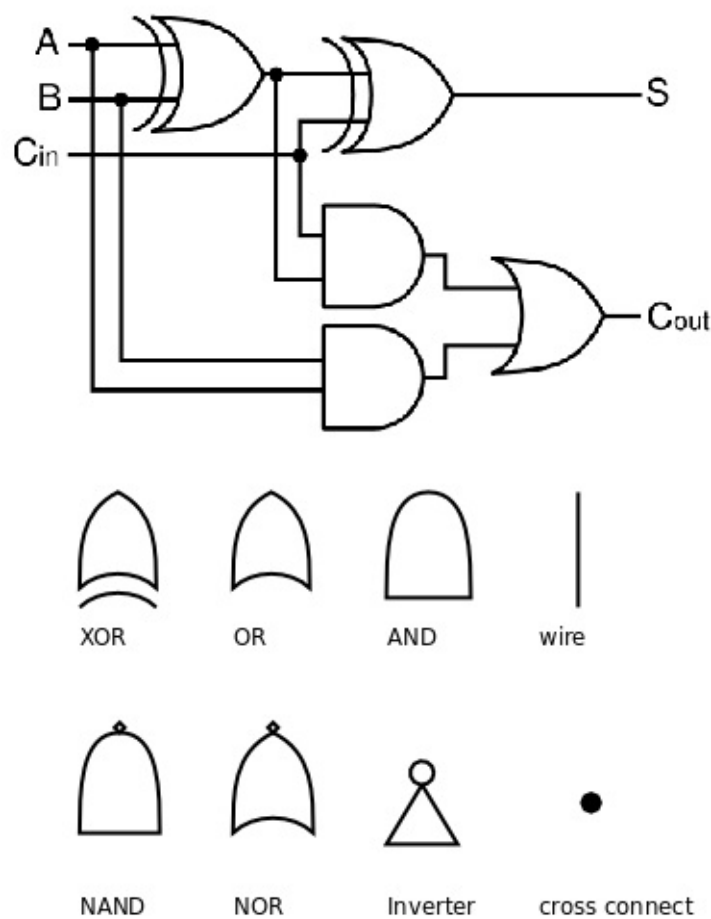 A
B
Cin
S
Cout
XOR OR AND wire
NAND NOR Inverter cross connect